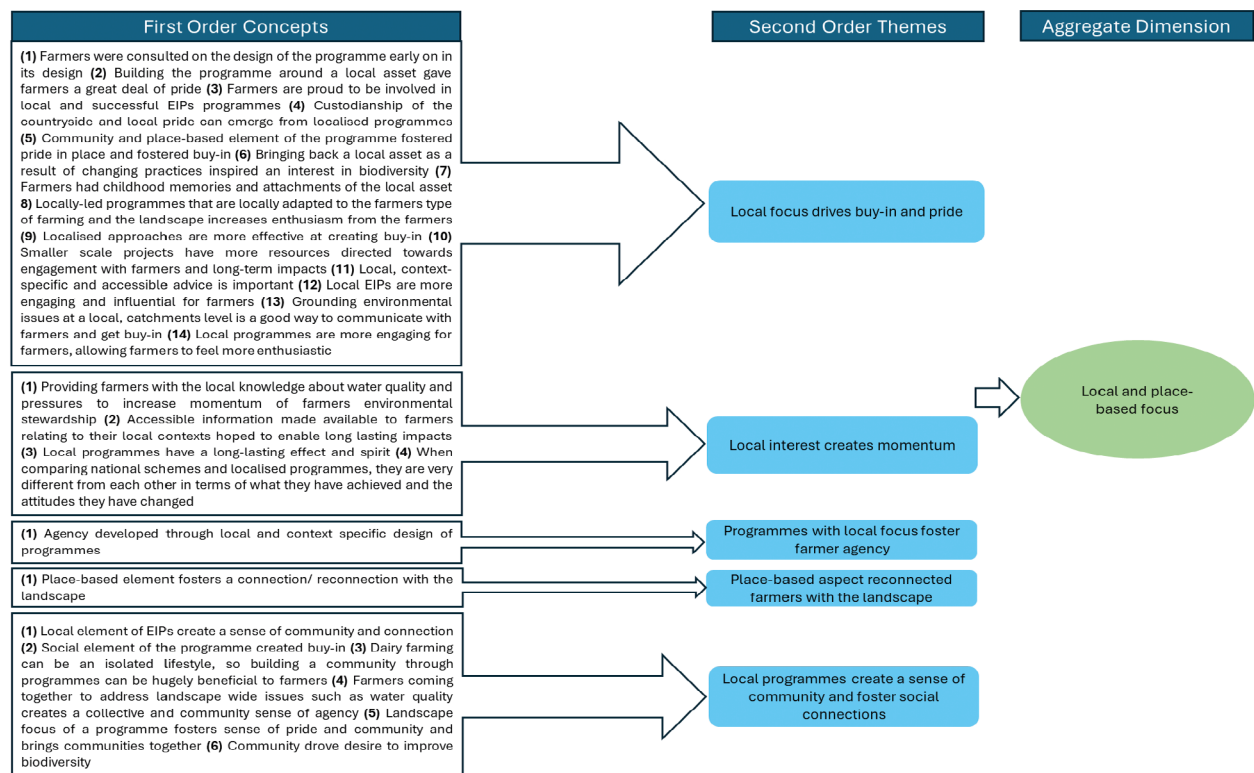 First Order Concepts
Second Order Themes
Aggregate Dimension
(1) Farmers were consulted on the design of the programme early on in
its design (2) Building the programme around a local asset gave
farmers a great deal of pride (3) Farmers are proud to be involved in
local and successful EIPs programmes (4) Custodianship of the
countryside and local pride can emerge from localised programmes
(5) Community and place-based element of the programme fostered
pride in place and fostered buy-in (6) Bringing back a local asset as a
result of changing practices inspired an interest in biodiversity (7)
Farmers had childhood memories and attachments of the local asset
8) Locally-led programmes that are locally adapted to the farmers type
of farming and the landscape increases enthusiasm from the farmers
(9) Localised approaches are more effective at creating buy-in (10)
Smaller scale projects have more resources directed towards
engagement with farmers and long-term impacts (11) Local, context-
specific and accessible advice is important (12) Local EIPs are more
engaging and influential for farmers (13) Grounding environmental
issues at a local, catchments level is a good way to communicate with
farmers and get buy-in (14) Local programmes are more engaging for
farmers, allowing farmers to feel more enthusiastic
Local focus drives buy-in and pride
(1) Providing farmers with the local knowledge about water quality and
pressures to increase momentum of farmers environmental
stewardship (2) Accessible information made available to farmers
relating to their local contexts hoped to enable long lasting impacts
(3) Local programmes have a long-lasting effect and spirit (4) When
comparing national schemes and localised programmes, they are very
different from each other in terms of what they have achieved and the
attitudes they have changed
Local interest creates momentum
Local and place-
based focus
(1) Agency developed through local and context specific design of
programmes
Programmes with local focus foster
farmer agency
(1) Place-based element fosters a connection/ reconnection with the
landscape
Place-based aspect reconnected
farmers with the landscape
(1) Local element of EIPs create a sense of community and connection
(2) Social element of the programme created buy-in (3) Dairy farming
can be an isolated lifestyle, so building a community through
programmes can be hugely beneficial to farmers (4) Farmers coming
together to address landscape wide issues such as water quality
creates a collective and community sense of agency (5) Landscape
focus of a programme fosters sense of pride and community and
brings communities together (6) Community drove desire to improve
biodiversity
Local programmes create a sense of
community and foster social
connections